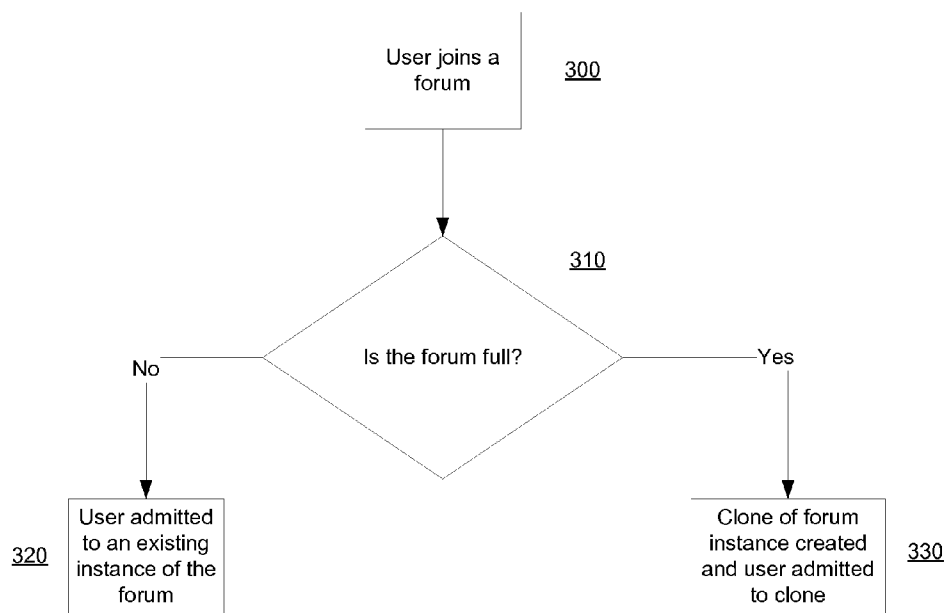 User joins a
forum
300
310
Is the forum full?
No
Yes
User admitted
to an existing
instance of the
forum
320
Clone of forum
instance created
and user admitted
to clone
330